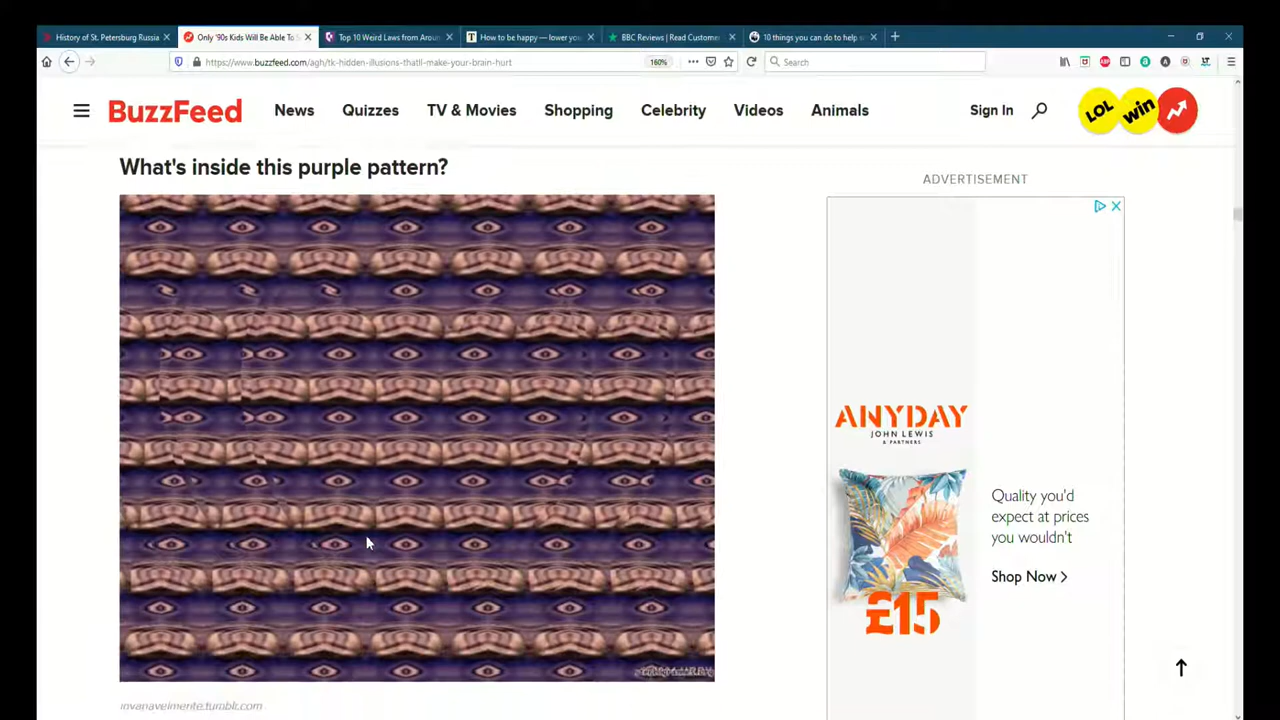 History of St. Petersburg Russia
Only '90s Kids Will Be Able To S
Top 10 Weird Laws from Arou
How to be happy — lower you
BBC Reviews | Read Customer
10 things you can do to help
https://www.buzzfeed.com/agh/tk-hidden-illusions-thatll-make-your-brain-hurt
160%
Search
BuzzFeed
News
Quizzes
TV & Movies
Shopping
Celebrity
Videos
Animals
Sign In
LOL
win
What's inside this purple pattern?
ADVERTISEMENT
ANYDAY
JOHN LEWIS
& PARTNERS
Quality you'd
expect at prices
you wouldn't
Shop Now
£15
invanavelmente.tumblr.com